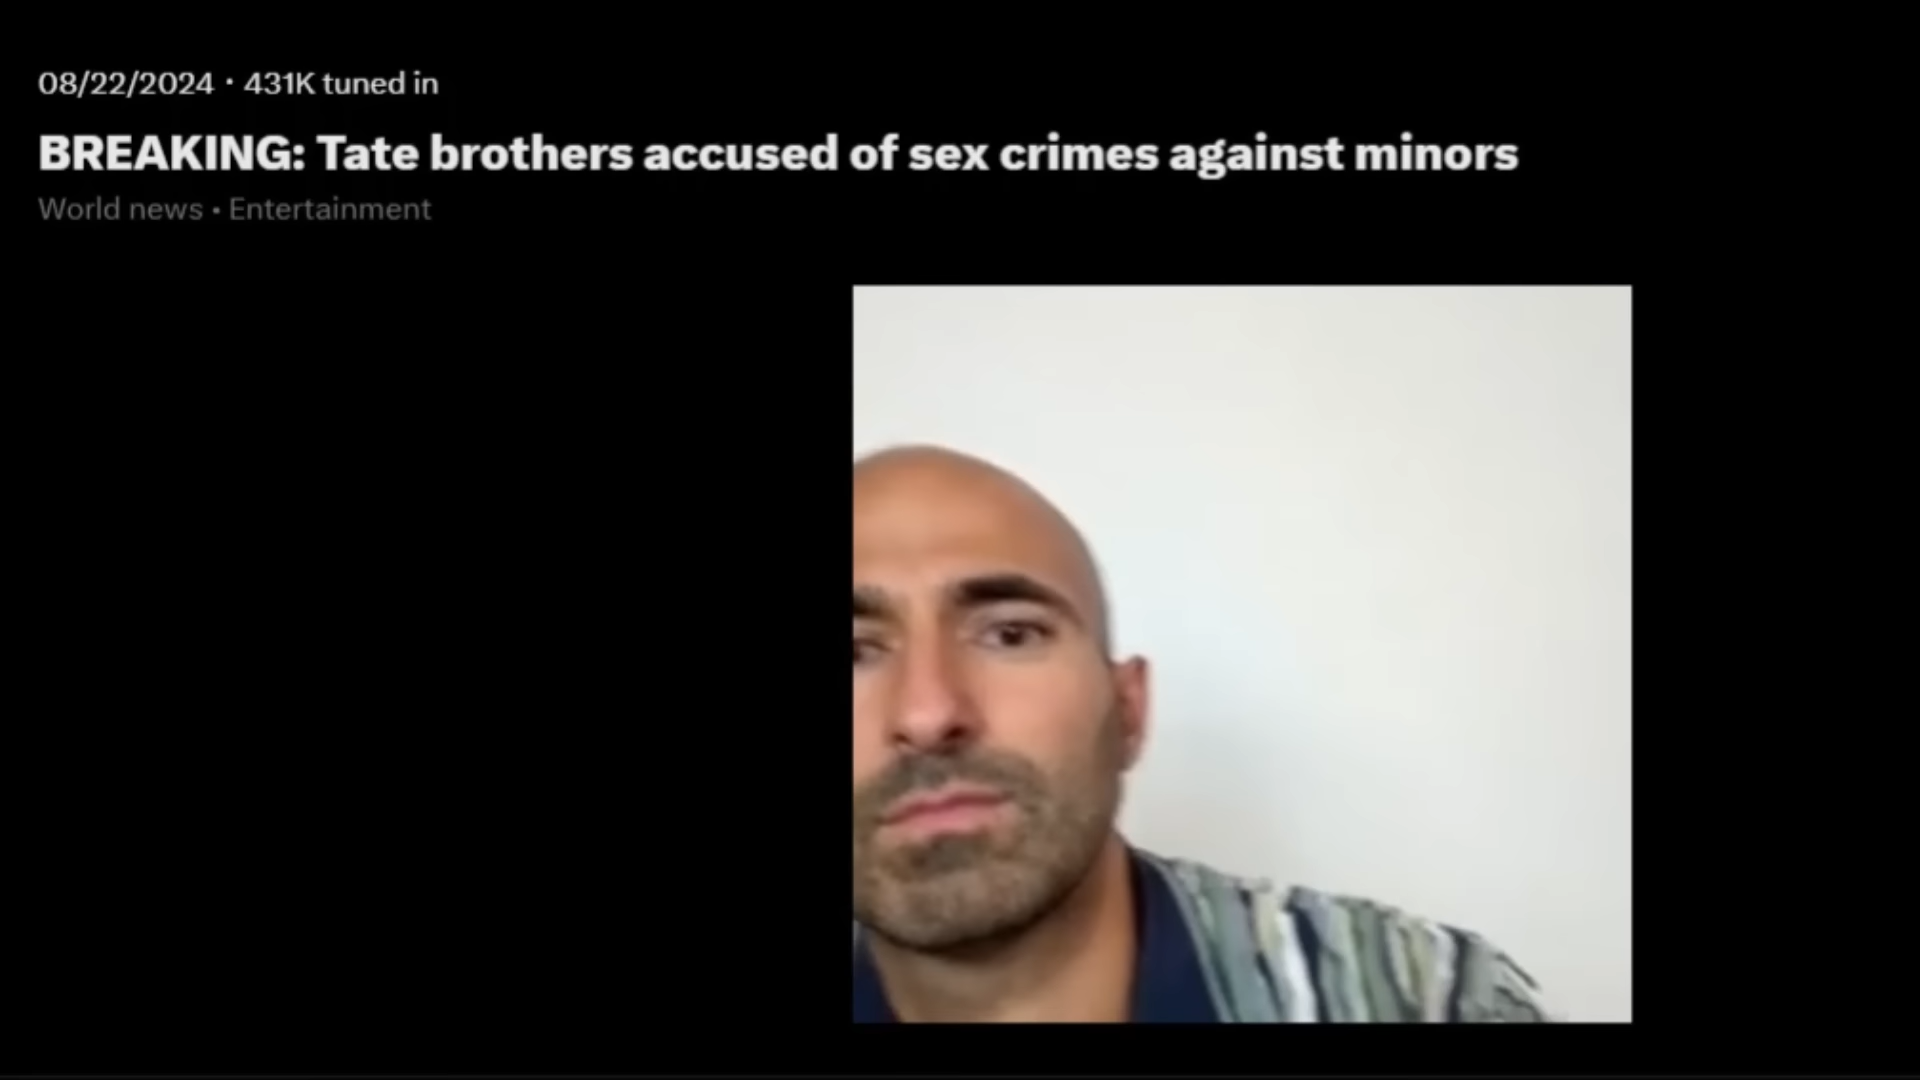 08/22/2024 · 431K tuned in
BREAKING: Tate brothers accused of sex crimes against minors
World news • Entertainment